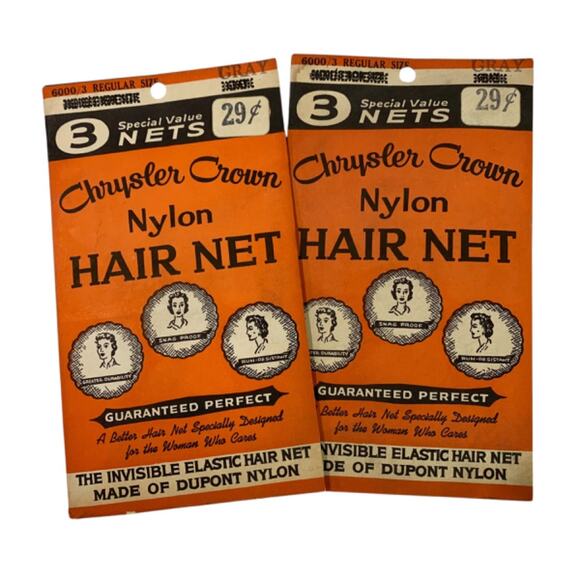 6000/3 REGULAR SIZE
GRAY
3 Special Value
NETS
29¢
Chrysler Crown
Nylon
HAIR NET
SNAG PROOF
GREATER DURABILITY
RUN-RESISTANT
GUARANTEED PERFECT
A Better Hair Net Specially Designed
for the Woman Who Cares
THE INVISIBLE ELASTIC HAIR NET
MADE OF DUPONT NYLON
6000/3 REGULAR SIZE
GRAY
3 Special Value
NETS
29¢
Chrysler Crown
Nylon
HAIR NET
SNAG PROOF
DURABILITY
RUN-RESISTANT
GUARANTEED PERFECT
Better Hair Net Specially Designed
for the Woman Who Cares
NVISIBLE ELASTIC HAIR NET
DE OF DUPONT NYLON